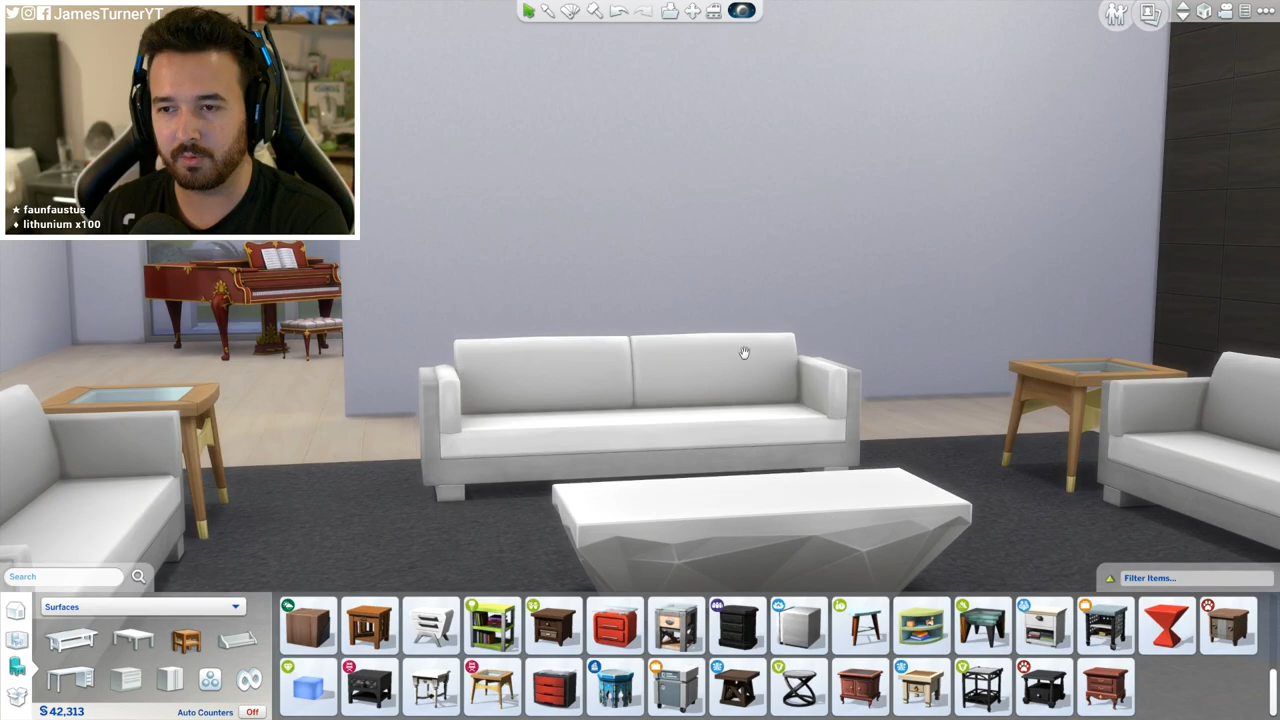 JamesTurnerYT
★ faunfaustus
♦ lithunium x100
Search
Filter Items...
Surfaces
§42,313
Auto Counters
Off